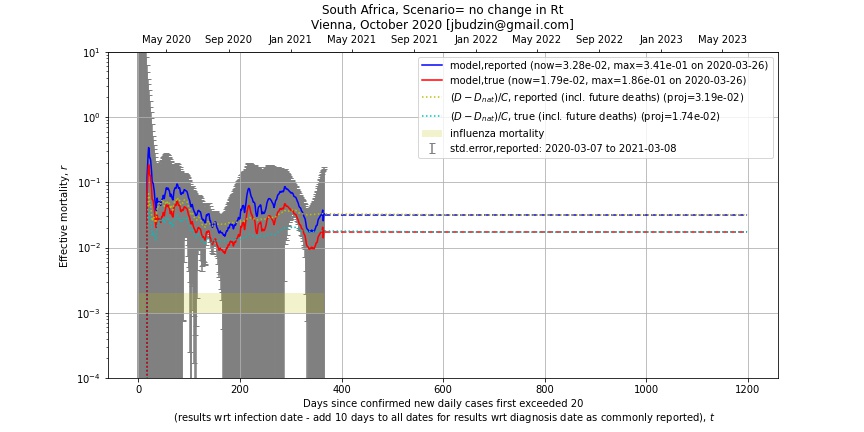 South Africa, Scenario= no change in Rt
Vienna, October 2020 [jbudzin@gmail.com]
May 2020 Sep 2020 Jan 2021 May 2021 Sep 2021 Jan 2022 May 2022 Sep 2022 Jan 2023 May 2023
10^1
10^0
10^−1
10^−2
10^−3
10^−4
Effective mortality, r
model,reported (now=3.28e-02, max=3.41e-01 on 2020-03-26)
model,true (now=1.79e-02, max=1.86e-01 on 2020-03-26)
(D − D_nat)/C, reported (incl. future deaths) (proj=3.19e-02)
(D − D_nat)/C, true (incl. future deaths) (proj=1.74e-02)
influenza mortality
std.error,reported: 2020-03-07 to 2021-03-08
0 200 400 600 800 1000 1200
Days since confirmed new daily cases first exceeded 20
(results wrt infection date - add 10 days to all dates for results wrt diagnosis date as commonly reported), t